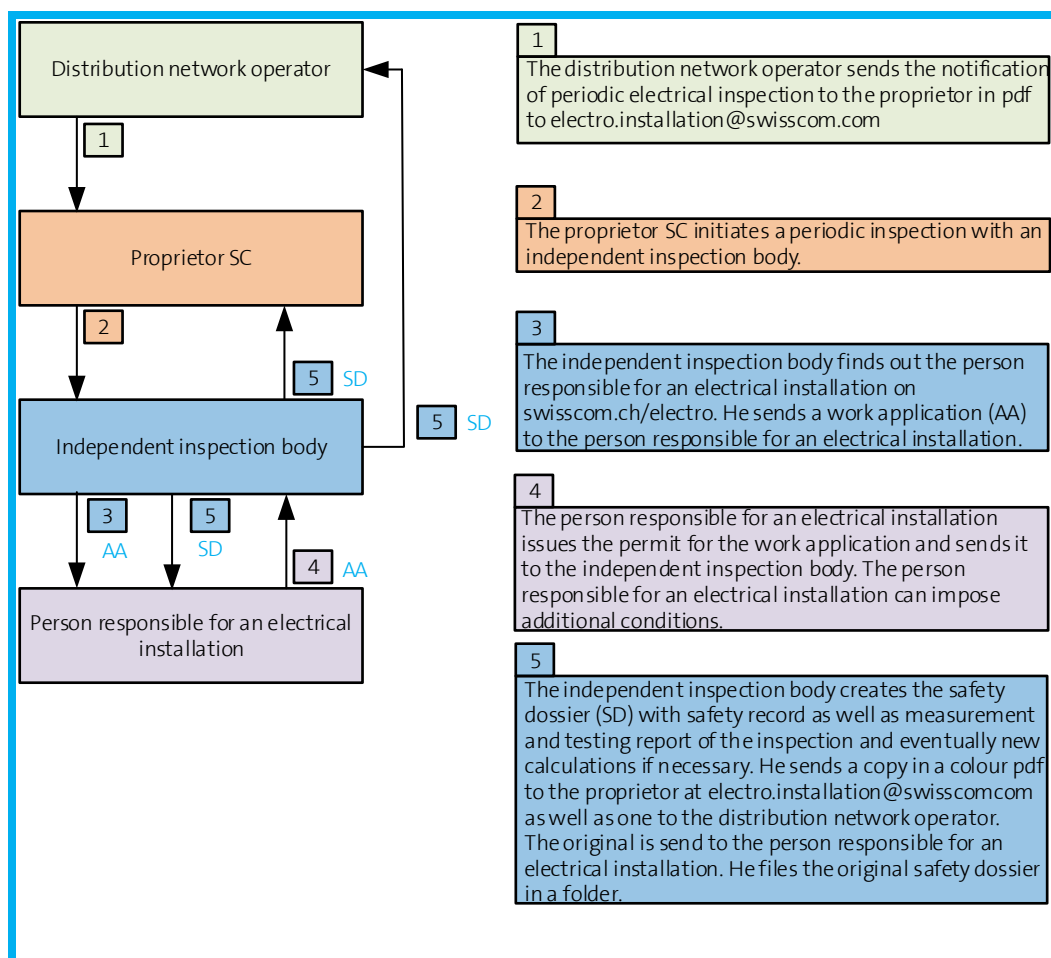 Distribution network operator
1
Proprietor SC
2
5 SD
5 SD
Independent inspection body
3
AA
5
SD
4 AA
Person responsible for an electrical
installation
1
The distribution network operator sends the notification
of periodic electrical inspection to the proprietor in pdf
to electro.installation@swisscom.com
2
The proprietor SC initiates a periodic inspection with an
independent inspection body.
3
The independent inspection body finds out the person
responsible for an electrical installation on
swisscom.ch/electro. He sends a work application (AA)
to the person responsible for an electrical installation.
4
The person responsible for an electrical installation
issues the permit for the work application and sends it
to the independent inspection body. The person
responsible for an electrical installation can impose
additional conditions.
5
The independent inspection body creates the safety
dossier (SD) with safety record as well as measurement
and testing report of the inspection and eventually new
calculations if necessary. He sends a copy in a colour pdf
to the proprietor at electro.installation@swisscomcom
as well as one to the distribution network operator.
The original is send to the person responsible for an
electrical installation. He files the original safety dossier
in a folder.